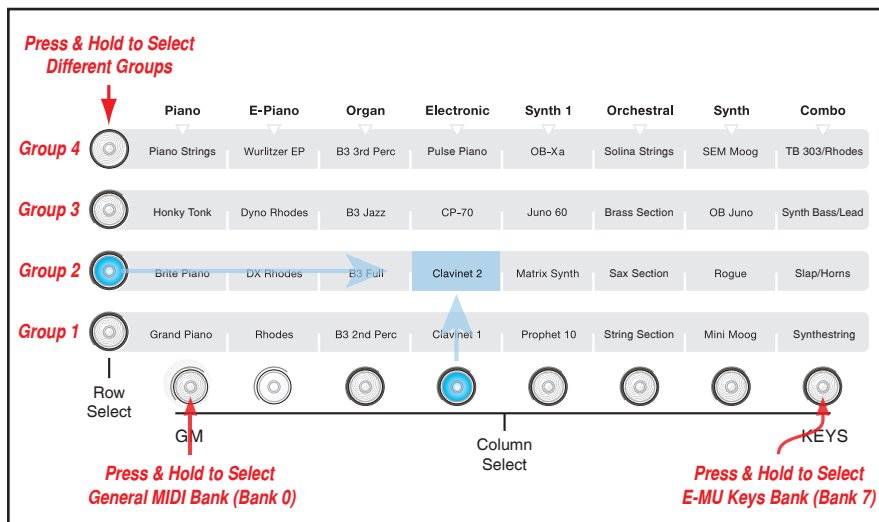 Press & Hold to Select
Different Groups
Piano E-Piano Organ Electronic Synth 1 Orchestral Synth Combo
Group 4 Piano Strings Wurlitzer EP B3 3rd Perc Pulse Piano OB-Xa Solina Strings SEM Moog TB 303/Rhodes
Group 3 Honky Tonk Dyno Rhodes B3 Jazz CP-70 Juno 60 Brass Section OB Juno Synth Bass/Lead
Group 2 Brite Piano DX Rhodes B3 Full Clavinet 2 Matrix Synth Sax Section Rogue Slap/Horns
Group 1 Grand Piano Rhodes B3 2nd Perc Clavinet 1 Prophet 10 String Section Mini Moog Synthestring
Row
Select
GM
Column
Select
KEYS
Press & Hold to Select
General MIDI Bank (Bank 0)
Press & Hold to Select
E-MU Keys Bank (Bank 7)